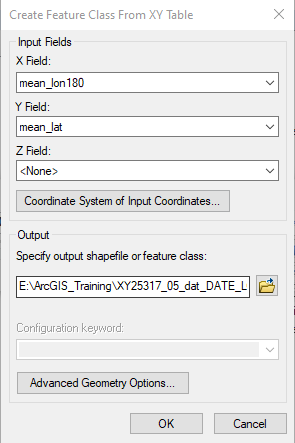 Create Feature Class From XY Table
Input Fields
X Field:
mean_lon180
Y Field:
mean_lat
Z Field:
<None>
Coordinate System of Input Coordinates...
Output
Specify output shapefile or feature class:
E:\ArcGIS_Training\XY25317_05_dat_DATE_L
Configuration keyword:
Advanced Geometry Options...
OK
Cancel